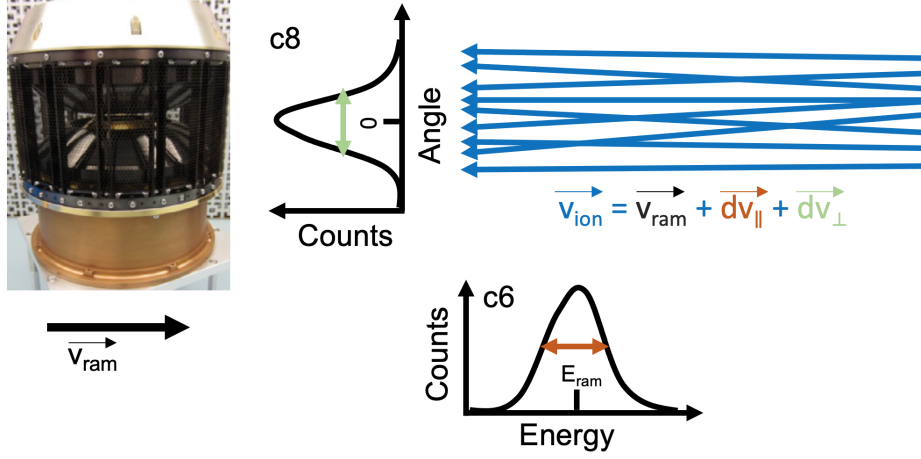 c8
0
Angle
Counts
v_ion = v_ram + dv_∥ + dv_⊥
v_ram
c6
Counts
E_ram
Energy